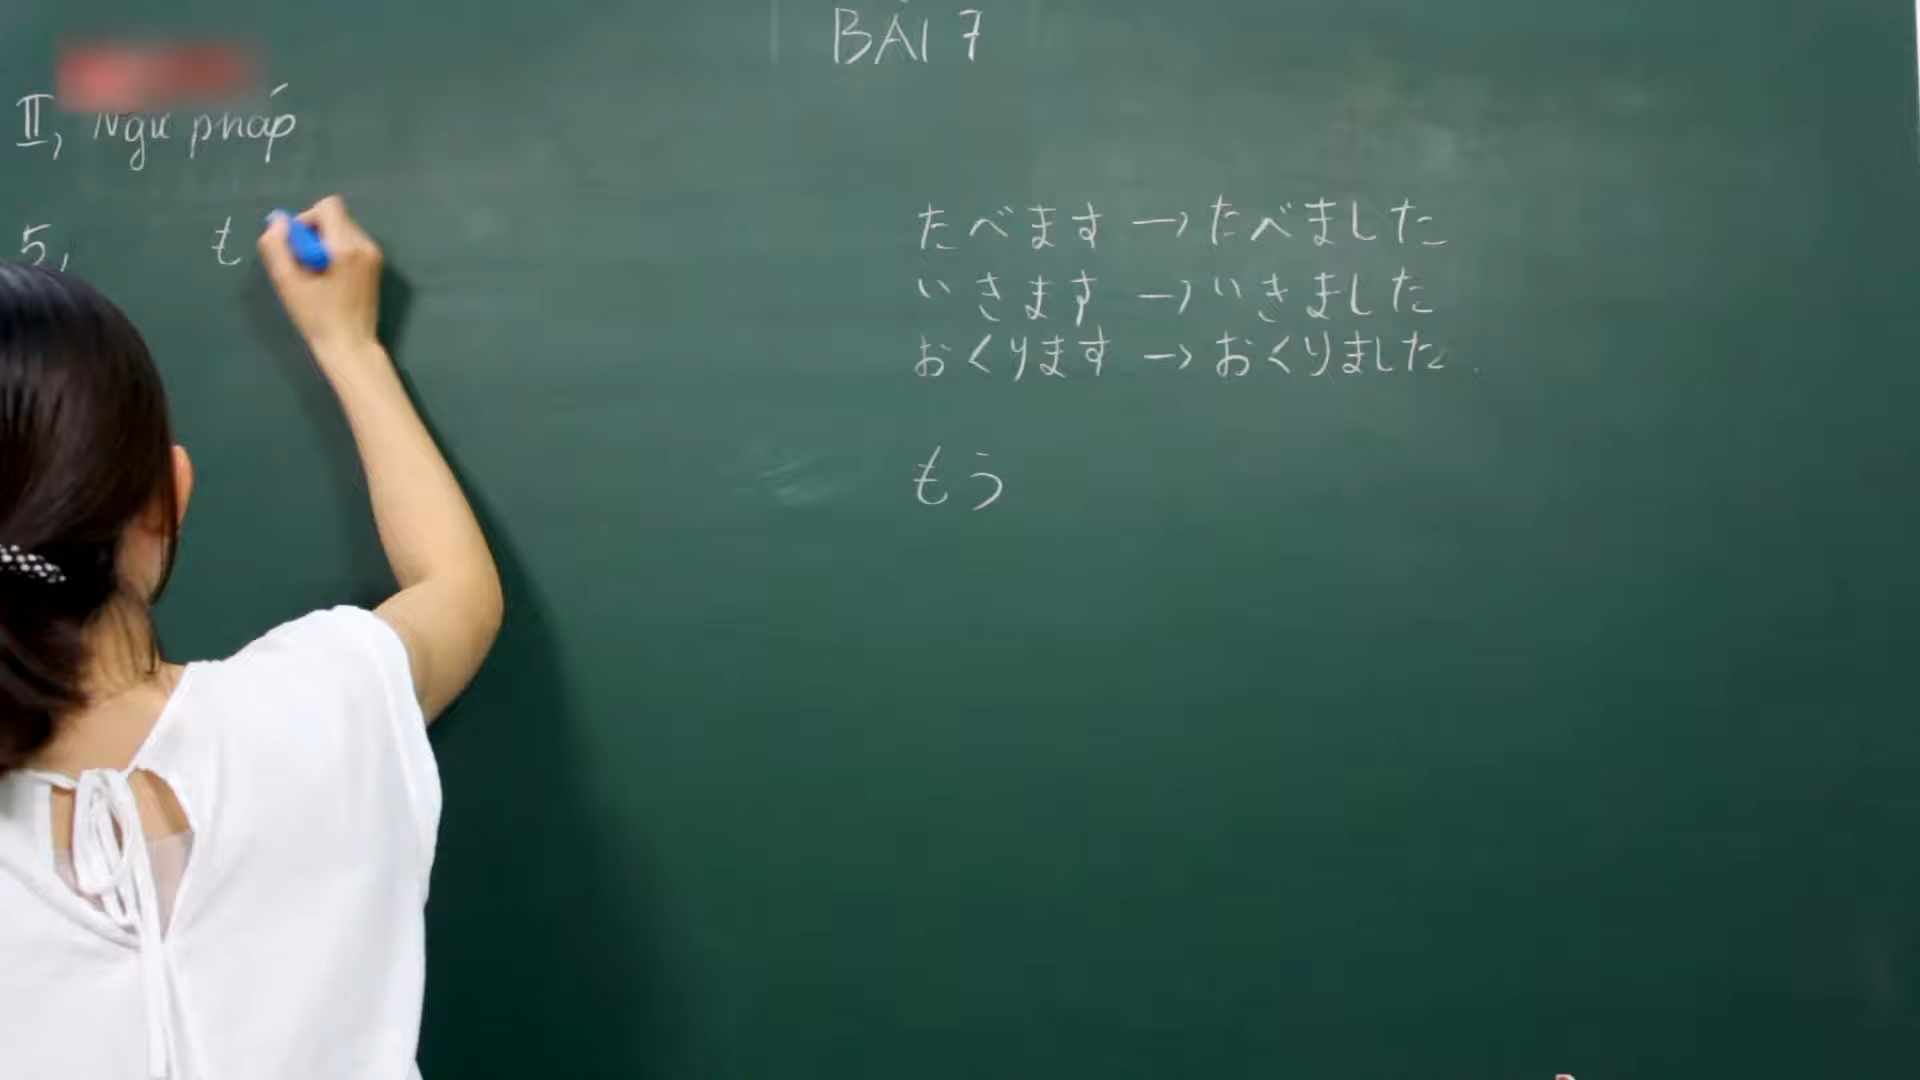 BÀI 7
II, Ngữ pháp
5, も
たべます → たべました
いきます → いきました
おくります → おくりました.
もう